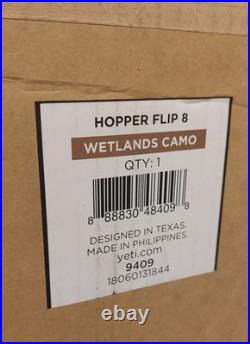 HOPPER FLIP 8
WETLANDS CAMO
QTY: 1
8 88830 48409 8
DESIGNED IN TEXAS.
MADE IN PHILIPPINES.
yeti.com
9409
18060131844